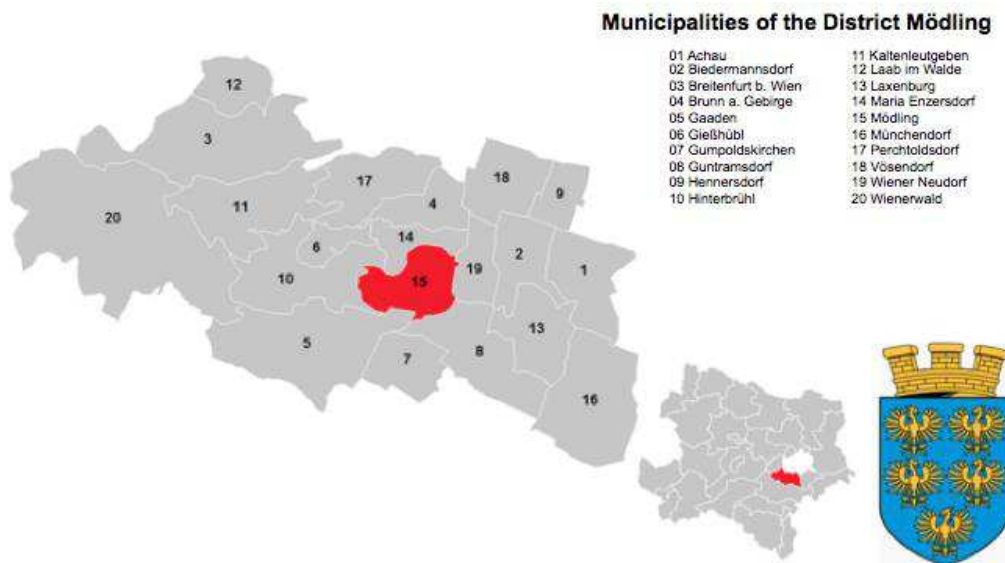 Municipalities of the District Mödling
01 Achau
02 Biedermannsdorf
03 Breitenfurt b. Wien
04 Brunn a. Gebirge
05 Gaaden
06 Gießhübl
07 Gumpoldskirchen
08 Guntramsdorf
09 Hennersdorf
10 Hinterbrühl
11 Kaltenleutgeben
12 Laab im Walde
13 Laxenburg
14 Maria Enzersdorf
15 Mödling
16 Münchendorf
17 Perchtoldsdorf
18 Vösendorf
19 Wiener Neudorf
20 Wienerwald
12
3
17
18
9
20
11
4
6
14
2
10
15
19
1
13
5
7
8
16